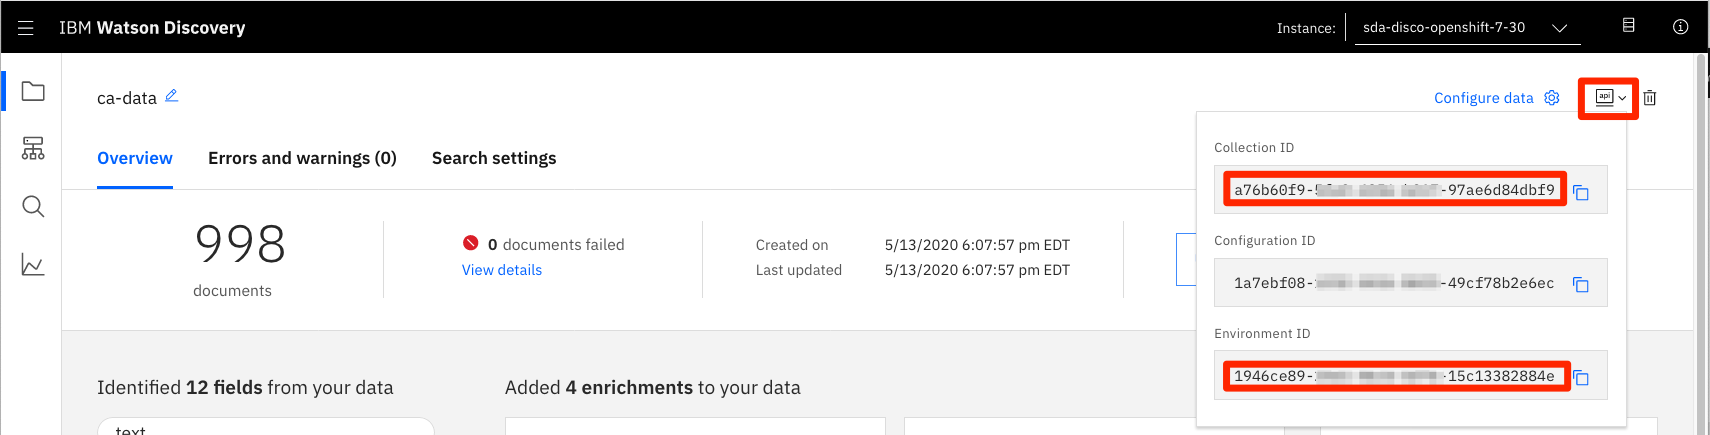 IBM Watson Discovery
Instance: sda-disco-openshift-7-30
ca-data
Configure data
api
Overview Errors and warnings (0) Search settings
998
documents
0 documents failed
View details
Created on 5/13/2020 6:07:57 pm EDT
Last updated 5/13/2020 6:07:57 pm EDT
Collection ID
a76b60f9- -97ae6d84dbf9
Configuration ID
1a7ebf08- -49cf78b2e6ec
Environment ID
1946ce89- -15c13382884e
Identified 12 fields from your data
Added 4 enrichments to your data
text